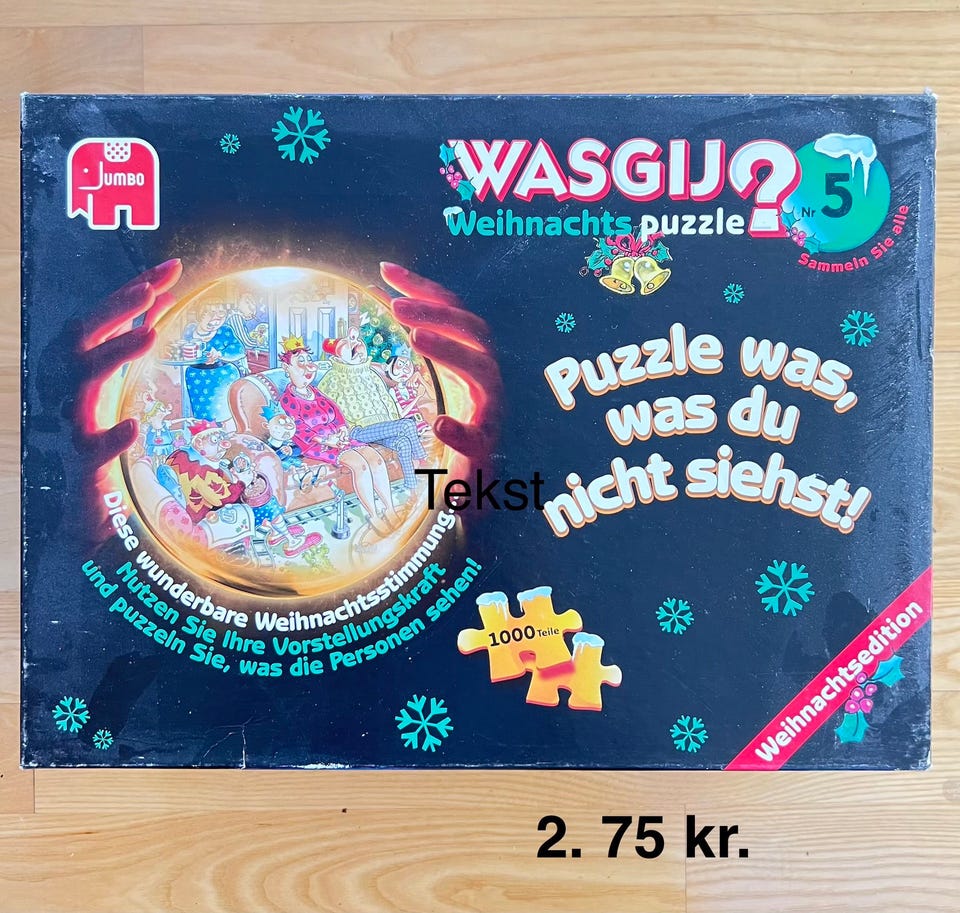 JUMBO
WASGIJ?
Weihnachts puzzle
Nr 5
Sammeln Sie alle
Puzzle was,
was du
nicht siehst!
Tekst
Diese wunderbare Weihnachtsstimmung.
Nutzen Sie Ihre Vorstellungskraft
und puzzeln Sie, was die Personen sehen!
1000 Teile
Weihnachtsedition
2. 75 kr.